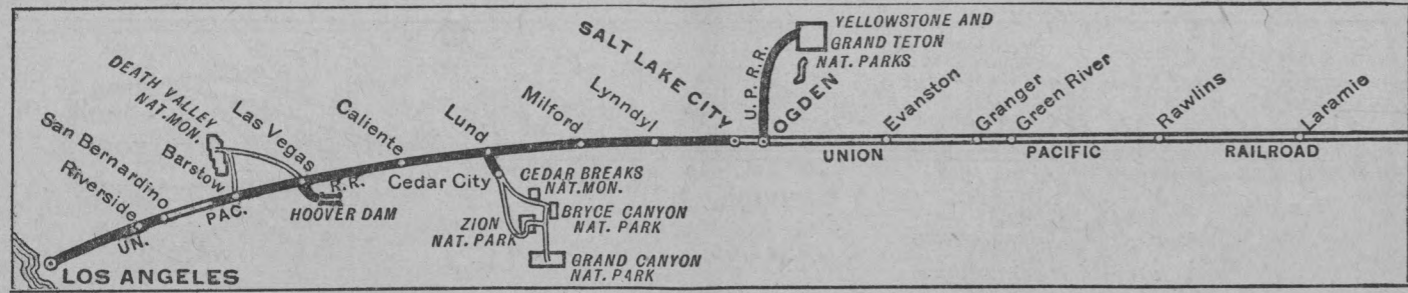 LOS ANGELES
UN.
PAC.
R.R.
Riverside
San Bernardino
Barstow
DEATH VALLEY
NAT.MON.
Las Vegas
HOOVER DAM
Caliente
Lund
Cedar City
CEDAR BREAKS
NAT.MON.
BRYCE CANYON
NAT. PARK
ZION
NAT. PARK
GRAND CANYON
NAT. PARK
Milford
Lynndyl
SALT LAKE CITY
U.P.R.R.
OGDEN
YELLOWSTONE AND
GRAND TETON
NAT. PARKS
Evanston
Granger
Green River
Rawlins
Laramie
UNION PACIFIC RAILROAD